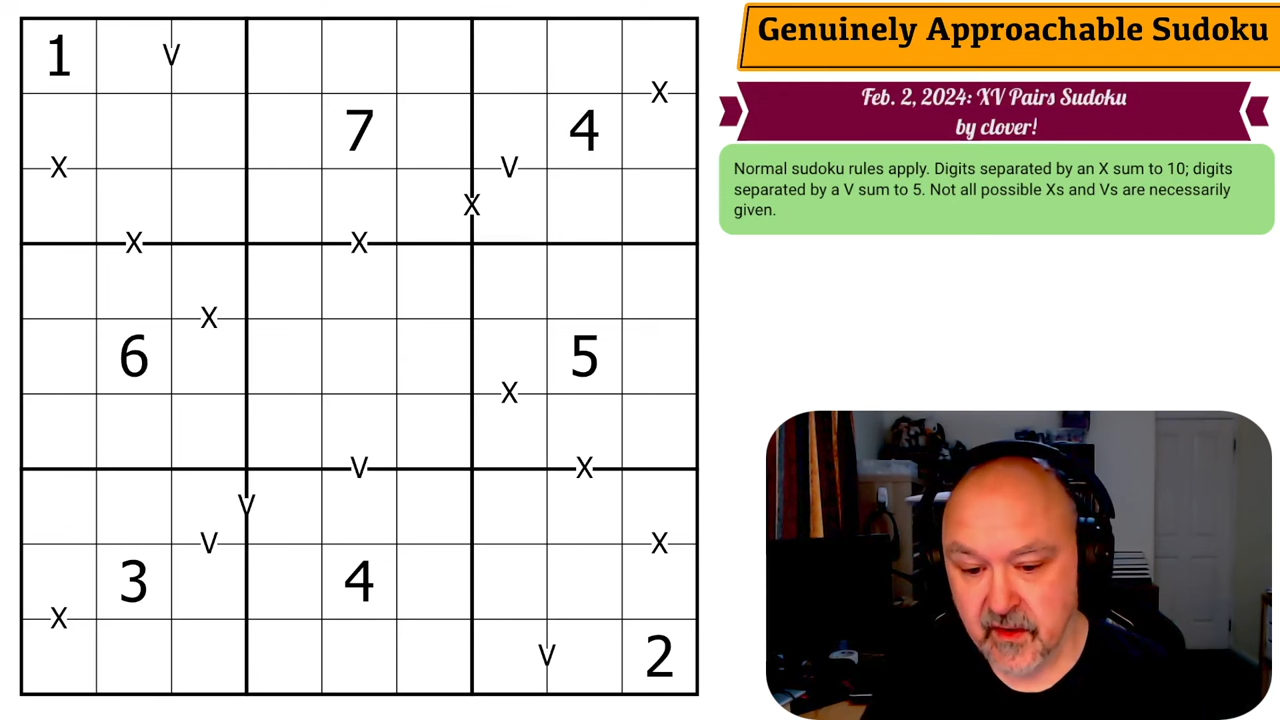 Genuinely Approachable Sudoku
Feb. 2, 2024: XV Pairs Sudoku
by clover!
Normal sudoku rules apply. Digits separated by an X sum to 10; digits
separated by a V sum to 5. Not all possible Xs and Vs are necessarily
given.
1 V
X
7 4
X V
X
X X
X
6 5
X
V X
V
V X
3 4
X
V 2